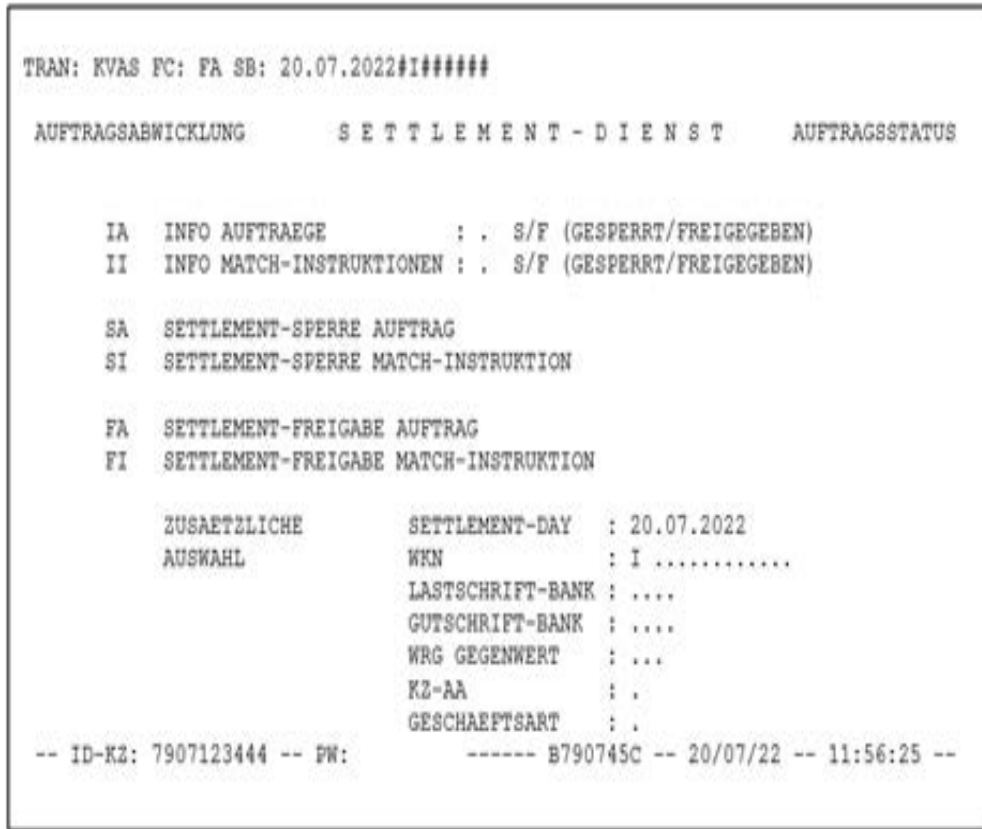 TRAN: KVAS FC: FA SB: 20.07.2022#I######
AUFTRAGSABWICKLUNG S E T T L E M E N T - D I E N S T AUFTRAGSSTATUS
IA INFO AUFTRAEGE : . S/F (GESPERRT/FREIGEGEBEN)
II INFO MATCH-INSTRUKTIONEN : . S/F (GESPERRT/FREIGEGEBEN)
SA SETTLEMENT-SPERRE AUFTRAG
SI SETTLEMENT-SPERRE MATCH-INSTRUKTION
FA SETTLEMENT-FREIGABE AUFTRAG
FI SETTLEMENT-FREIGABE MATCH-INSTRUKTION
ZUSAETZLICHE SETTLEMENT-DAY : 20.07.2022
AUSWAHL WKN : I ............
LASTSCHRIFT-BANK : ....
GUTSCHRIFT-BANK : ....
WRG GEGENWERT : ...
KZ-AA : .
GESCHAEFTSART : .
-- ID-KZ: 7907123444 -- PW: ------ B790745C -- 20/07/22 -- 11:56:25 --